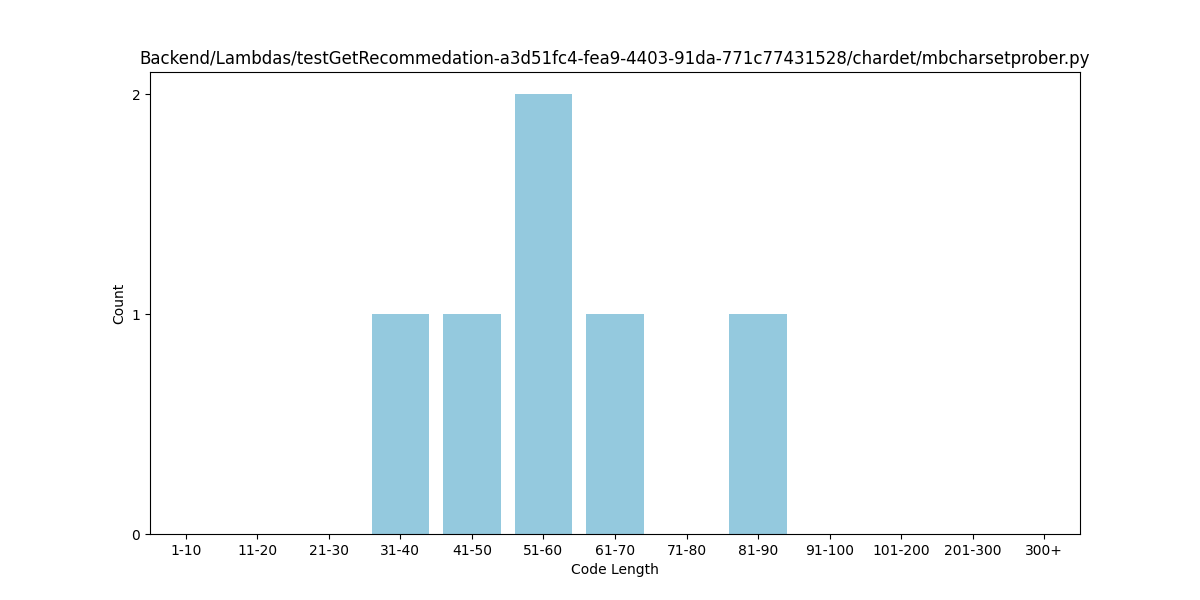 Backend/Lambdas/testGetRecommedation-a3d51fc4-fea9-4403-91da-771c77431528/chardet/mbcharsetprober.py
2
1
0
Count
1-10 11-20 21-30 31-40 41-50 51-60 61-70 71-80 81-90 91-100 101-200 201-300 300+
Code Length